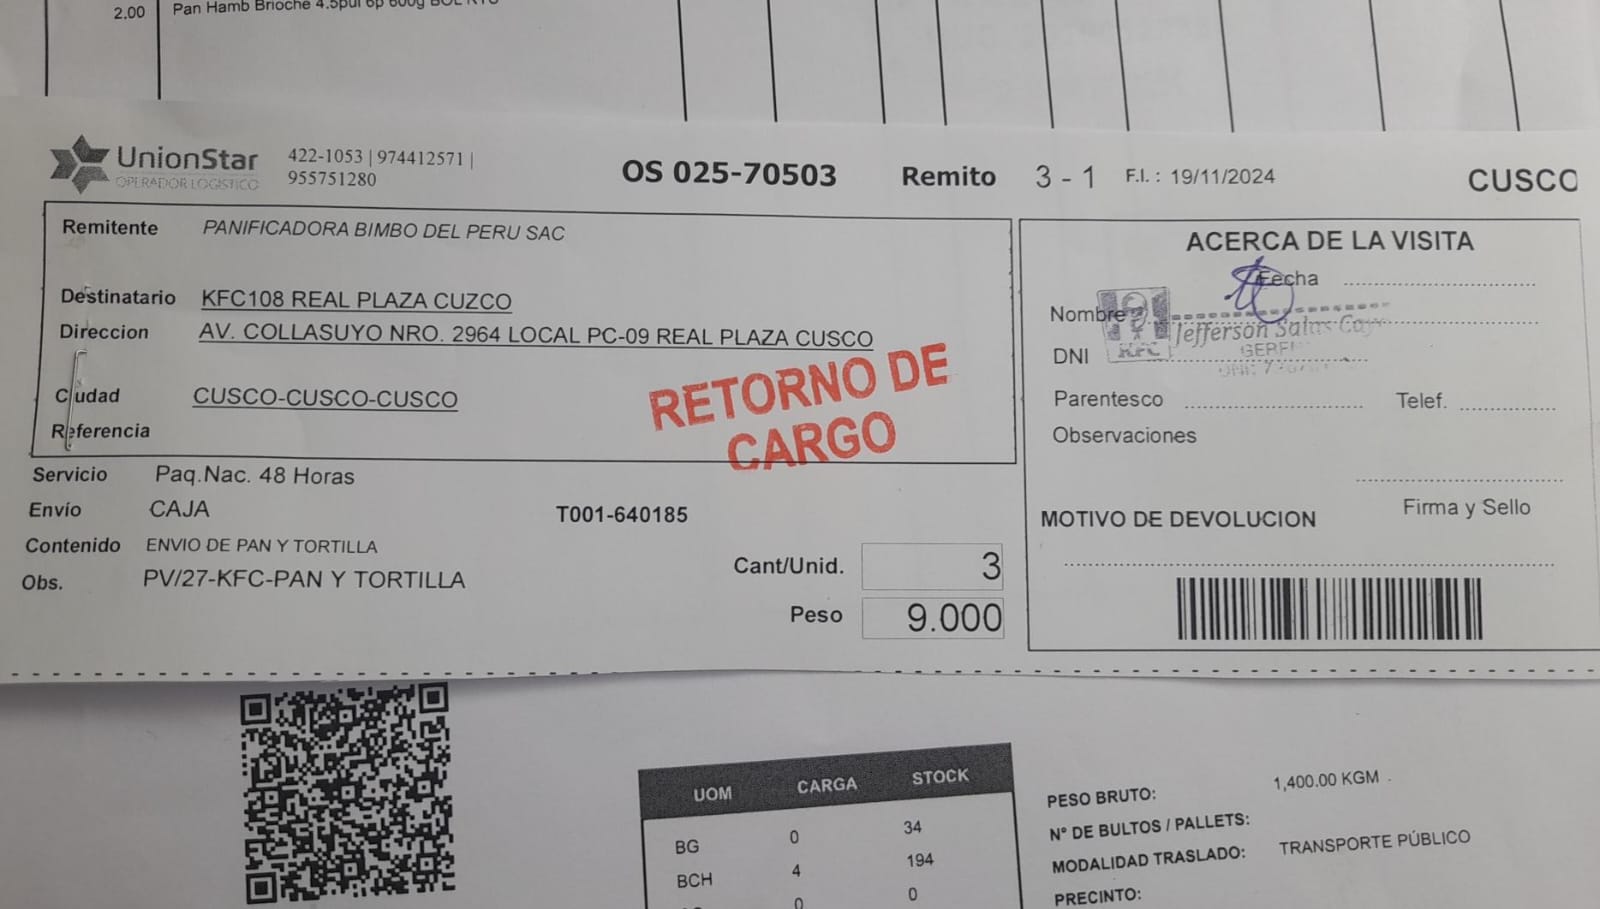 2.00 Pan Hamb Brioche 4.5pul 6p 600g
UnionStar
OPERADOR LOGISTICO
422-1053 | 974412571 |
955751280
OS 025-70503 Remito 3 - 1 F.I. : 19/11/2024 CUSCO
Remitente PANIFICADORA BIMBO DEL PERU SAC
Destinatario KFC108 REAL PLAZA CUZCO
Direccion AV. COLLASUYO NRO. 2964 LOCAL PC-09 REAL PLAZA CUSCO
Ciudad CUSCO-CUSCO-CUSCO
Referencia
RETORNO DE
CARGO
Servicio Paq.Nac. 48 Horas
Envío CAJA
T001-640185
Contenido ENVIO DE PAN Y TORTILLA
Obs. PV/27-KFC-PAN Y TORTILLA
Cant/Unid. 3
Peso 9.000
ACERCA DE LA VISITA
Fecha
Nombre
KFC
Jefferson Salas
DNI
Parentesco Telef.
Observaciones
Firma y Sello
MOTIVO DE DEVOLUCION
UOM CARGA STOCK
BG 0 34
BCH 4 194
0 0
PESO BRUTO: 1,400.00 KGM
N° DE BULTOS / PALLETS:
MODALIDAD TRASLADO: TRANSPORTE PÚBLICO
PRECINTO: